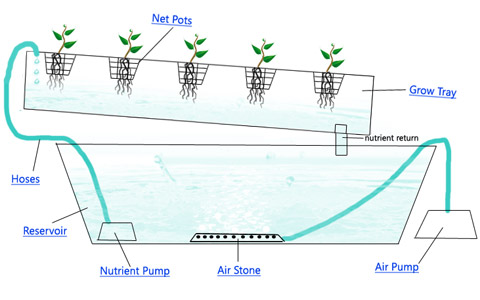 Net Pots
Grow Tray
nutrient return
Hoses
Reservoir
Nutrient Pump
Air Stone
Air Pump